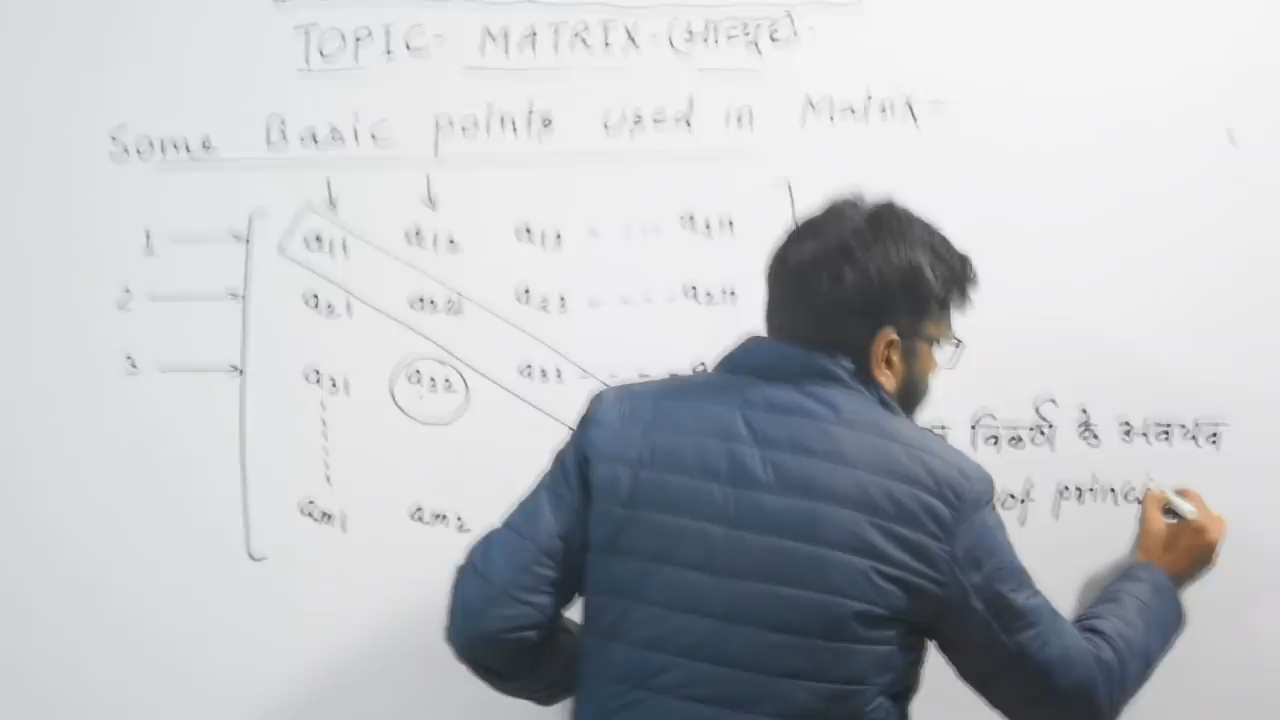 TOPIC- MATRIX-(आव्यूह)-
Some Basic points used in Matrix=
1 → a11 a12 a13 - - - - a1n
2 → a21 a22 a23 - - - - a2n
3 → a31 a32 a33 - - - -
विकर्ण के अवयव
of princi
am1 am2